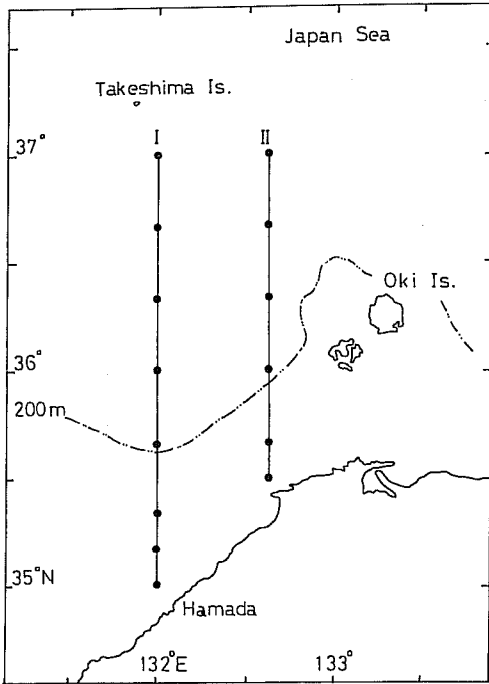 Japan Sea
Takeshima Is.
I
II
37°
Oki Is.
36°
200m
35°N
Hamada
132°E
133°